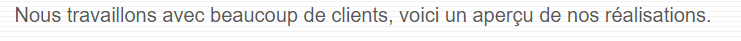 Nous travaillons avec beaucoup de clients, voici un aperçu de nos réalisations.